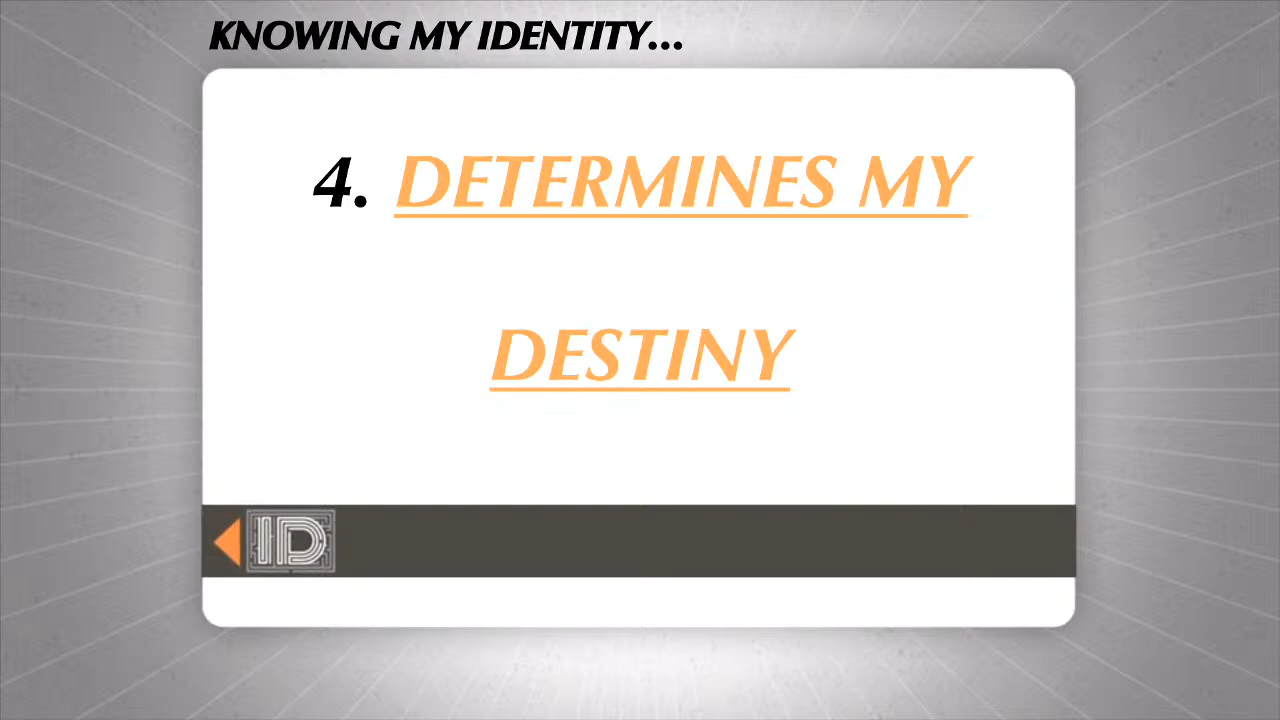 KNOWING MY IDENTITY...
4. DETERMINES MY
DESTINY
ID